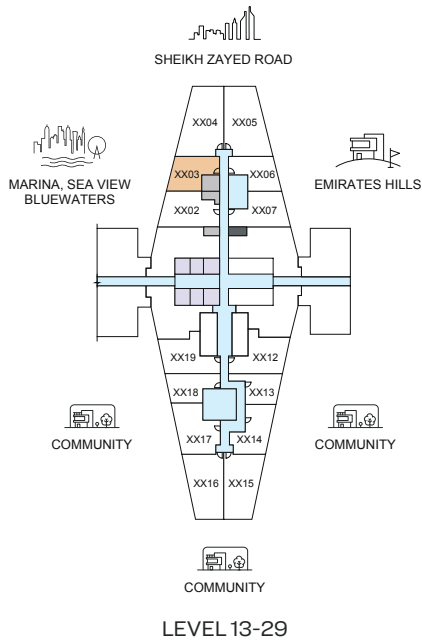 SHEIKH ZAYED ROAD
XX04 XX05
MARINA, SEA VIEW
BLUEWATERS
XX03 XX06
EMIRATES HILLS
XX02 XX07
XX19 XX12
XX18 XX13
COMMUNITY
XX17 XX14
COMMUNITY
XX16 XX15
COMMUNITY
LEVEL 13-29